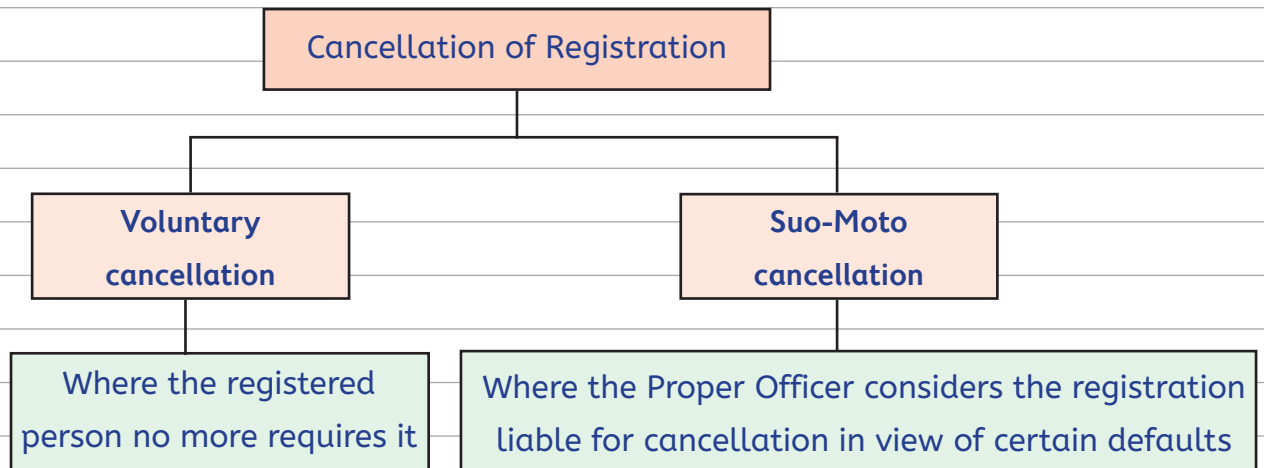 Cancellation of Registration
Voluntary
cancellation
Suo-Moto
cancellation
Where the registered
person no more requires it
Where the Proper Officer considers the registration
liable for cancellation in view of certain defaults